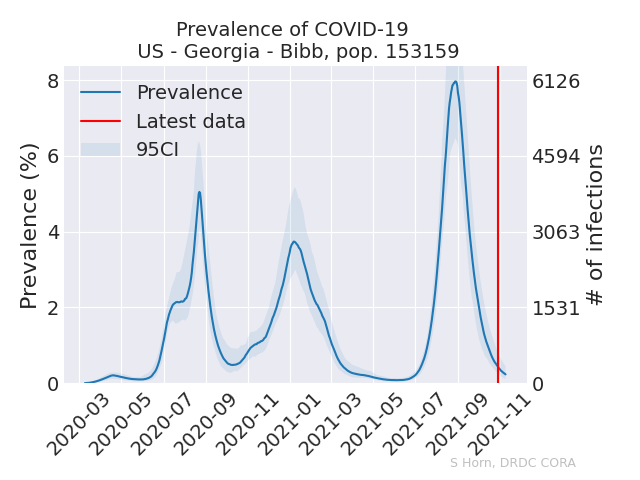 Prevalence of COVID-19
US - Georgia - Bibb, pop. 153159
Prevalence (%)
8
6
4
2
0
Prevalence
Latest data
95CI
6126
4594
3063
1531
0
# of infections
2020-03
2020-05
2020-07
2020-09
2020-11
2021-01
2021-03
2021-05
2021-07
2021-09
2021-11
S Horn, DRDC CORA